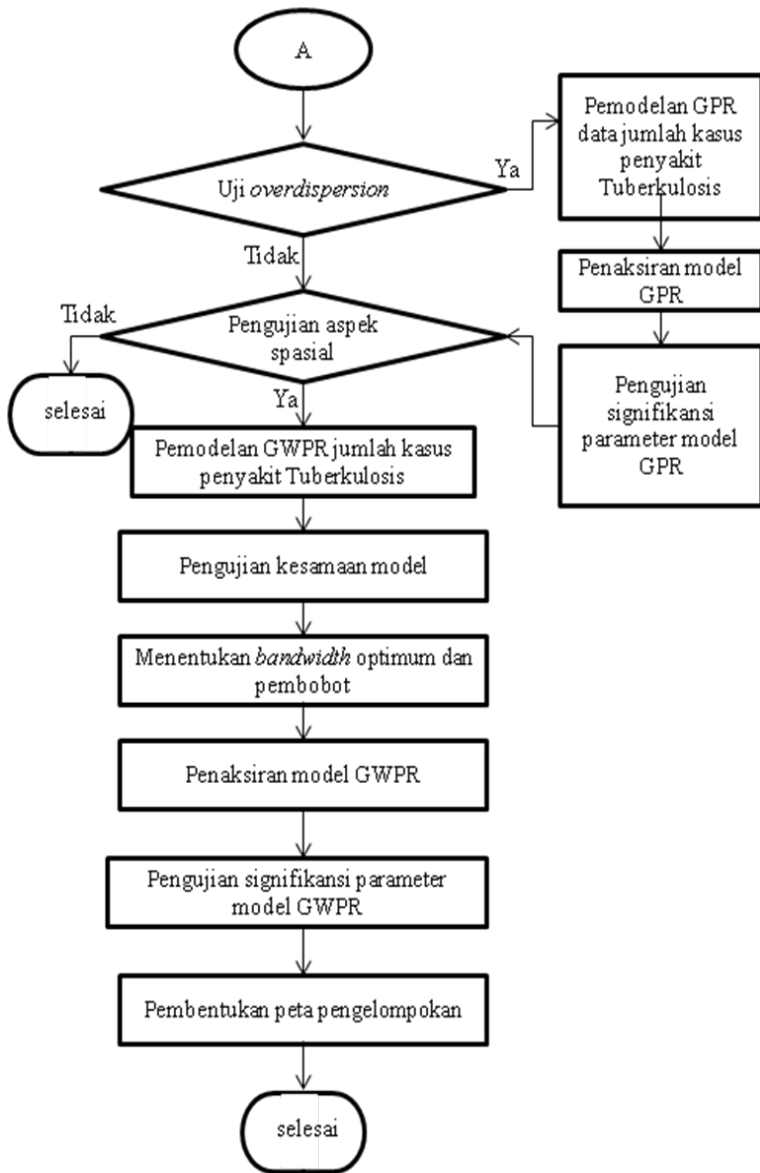 A
Uji overdispersion
Ya
Pemodelan GPR
data jumlah kasus
penyakit
Tuberkulosis
Penaksiran model
GPR
Pengujian
signifikansi
parameter model
GPR
Tidak
Pengujian aspek
spasial
Tidak
selesai
Ya
Pemodelan GWPR jumlah kasus
penyakit Tuberkulosis
Pengujian kesamaan model
Menentukan bandwidth optimum dan
pembobot
Penaksiran model GWPR
Pengujian signifikansi parameter
model GWPR
Pembentukan peta pengelompokan
selesai